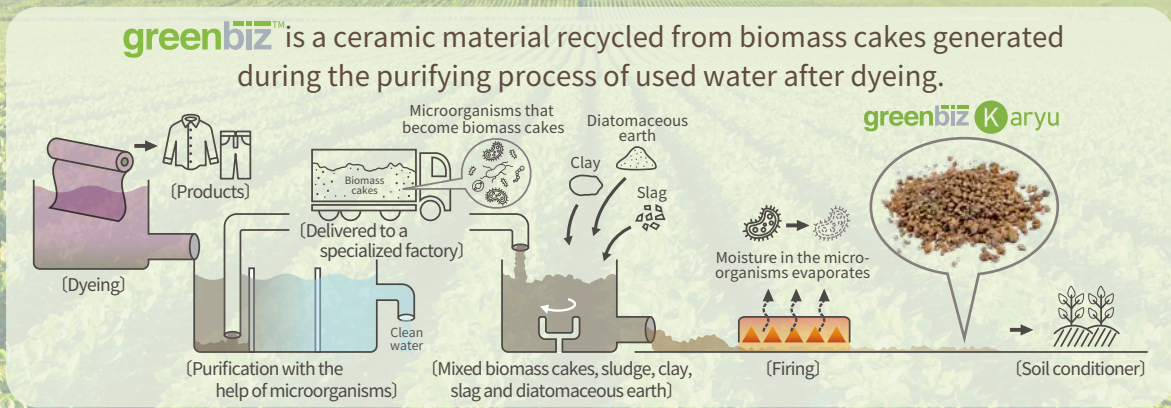 greenbiz™ is a ceramic material recycled from biomass cakes generated
during the purifying process of used water after dyeing.
Microorganisms that
become biomass cakes
Diatomaceous
earth
greenbiz K aryu
Clay
Biomass
cakes
Slag
〔Products〕
〔Delivered to a
specialized factory〕
Moisture in the micro-
organisms evaporates
〔Dyeing〕
Clean
water
〔Purification with the
help of microorganisms〕
〔Mixed biomass cakes, sludge, clay,
slag and diatomaceous earth〕
〔Firing〕
〔Soil conditioner〕